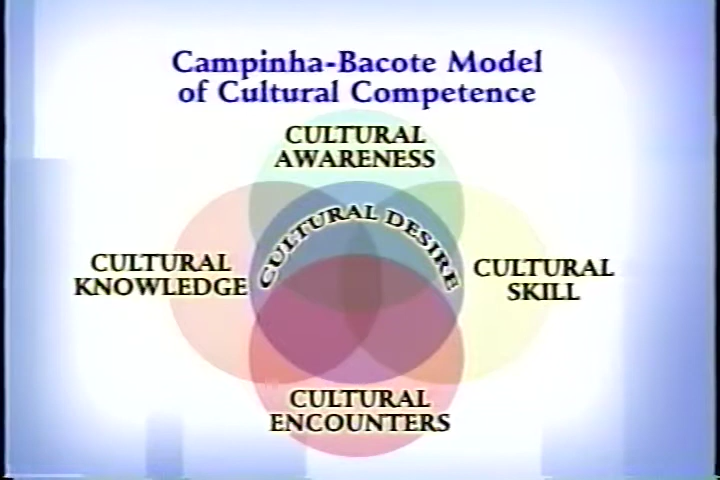 Campinha-Bacote Model
of Cultural Competence
CULTURAL
AWARENESS
CULTURAL DESIRE
CULTURAL
KNOWLEDGE
CULTURAL
SKILL
CULTURAL
ENCOUNTERS